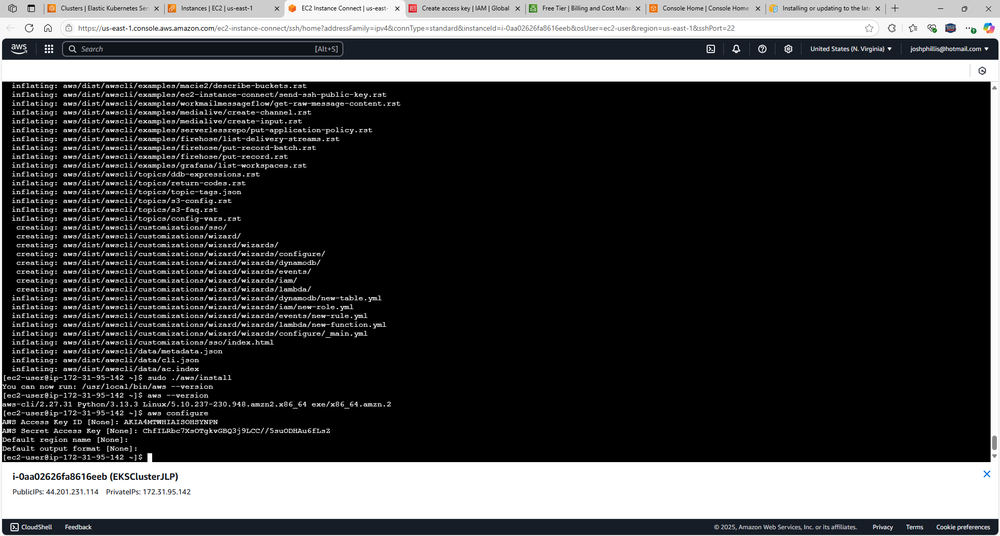 Clusters | Elastic Kubernetes Ser
Instances | EC2 | us-east-1
EC2 Instance Connect | us-east-
Create access key | IAM | Global
Free Tier | Billing and Cost Mana
Console Home | Console Home
Installing or updating to the late
https://us-east-1.console.aws.amazon.com/ec2-instance-connect/ssh/home?addressFamily=ipv4&connType=standard&instanceId=i-0aa02626fa8616eeb&osUser=ec2-user&region=us-east-1&sshPort=22
aws
Search [Alt+S]
United States (N. Virginia)
joshphillis@hotmail.com
inflating: aws/dist/awscli/examples/macie2/describe-buckets.rst
inflating: aws/dist/awscli/examples/ec2-instance-connect/send-ssh-public-key.rst
inflating: aws/dist/awscli/examples/workmailmessageflow/get-raw-message-content.rst
inflating: aws/dist/awscli/examples/medialive/create-channel.rst
inflating: aws/dist/awscli/examples/medialive/create-input.rst
inflating: aws/dist/awscli/examples/serverlessrepo/put-application-policy.rst
inflating: aws/dist/awscli/examples/firehose/list-delivery-streams.rst
inflating: aws/dist/awscli/examples/firehose/put-record-batch.rst
inflating: aws/dist/awscli/examples/firehose/put-record.rst
inflating: aws/dist/awscli/examples/grafana/list-workspaces.rst
inflating: aws/dist/awscli/topics/ddb-expressions.rst
inflating: aws/dist/awscli/topics/return-codes.rst
inflating: aws/dist/awscli/topics/topic-tags.json
inflating: aws/dist/awscli/topics/s3-config.rst
inflating: aws/dist/awscli/topics/s3-faq.rst
inflating: aws/dist/awscli/topics/config-vars.rst
creating: aws/dist/awscli/customizations/sso/
creating: aws/dist/awscli/customizations/wizard/
creating: aws/dist/awscli/customizations/wizard/wizards/
creating: aws/dist/awscli/customizations/wizard/wizards/configure/
creating: aws/dist/awscli/customizations/wizard/wizards/dynamodb/
creating: aws/dist/awscli/customizations/wizard/wizards/events/
creating: aws/dist/awscli/customizations/wizard/wizards/iam/
creating: aws/dist/awscli/customizations/wizard/wizards/lambda/
inflating: aws/dist/awscli/customizations/wizard/wizards/dynamodb/new-table.yml
inflating: aws/dist/awscli/customizations/wizard/wizards/iam/new-role.yml
inflating: aws/dist/awscli/customizations/wizard/wizards/events/new-rule.yml
inflating: aws/dist/awscli/customizations/wizard/wizards/lambda/new-function.yml
inflating: aws/dist/awscli/customizations/wizard/wizards/configure/_main.yml
inflating: aws/dist/awscli/customizations/sso/index.html
inflating: aws/dist/awscli/data/metadata.json
inflating: aws/dist/awscli/data/cli.json
inflating: aws/dist/awscli/data/ac.index
[ec2-user@ip-172-31-95-142 ~]$ sudo ./aws/install
You can now run: /usr/local/bin/aws --version
[ec2-user@ip-172-31-95-142 ~]$ aws --version
aws-cli/2.27.31 Python/3.13.3 Linux/5.10.237-230.948.amzn2.x86_64 exe/x86_64.amzn.2
[ec2-user@ip-172-31-95-142 ~]$ aws configure
AWS Access Key ID [None]: AKIA4MTWHIAISOHSYNPN
AWS Secret Access Key [None]: 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
Default region name [None]:
Default output format [None]:
[ec2-user@ip-172-31-95-142 ~]$
i-0aa02626fa8616eeb (EKSClusterJLP)
PublicIPs: 44.201.231.114 PrivateIPs: 172.31.95.142
CloudShell Feedback
© 2025, Amazon Web Services, Inc. or its affiliates. Privacy Terms Cookie preferences